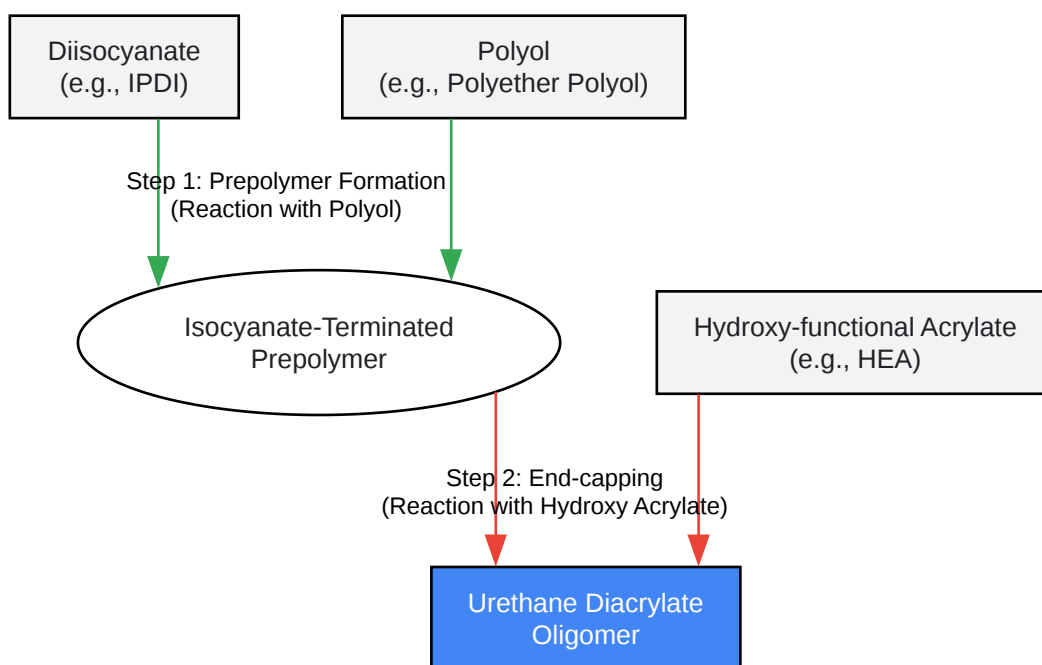 Diisocyanate
(e.g., IPDI)
Polyol
(e.g., Polyether Polyol)
Step 1: Prepolymer Formation
(Reaction with Polyol)
Isocyanate-Terminated
Prepolymer
Hydroxy-functional Acrylate
(e.g., HEA)
Step 2: End-capping
(Reaction with Hydroxy Acrylate)
Urethane Diacrylate
Oligomer